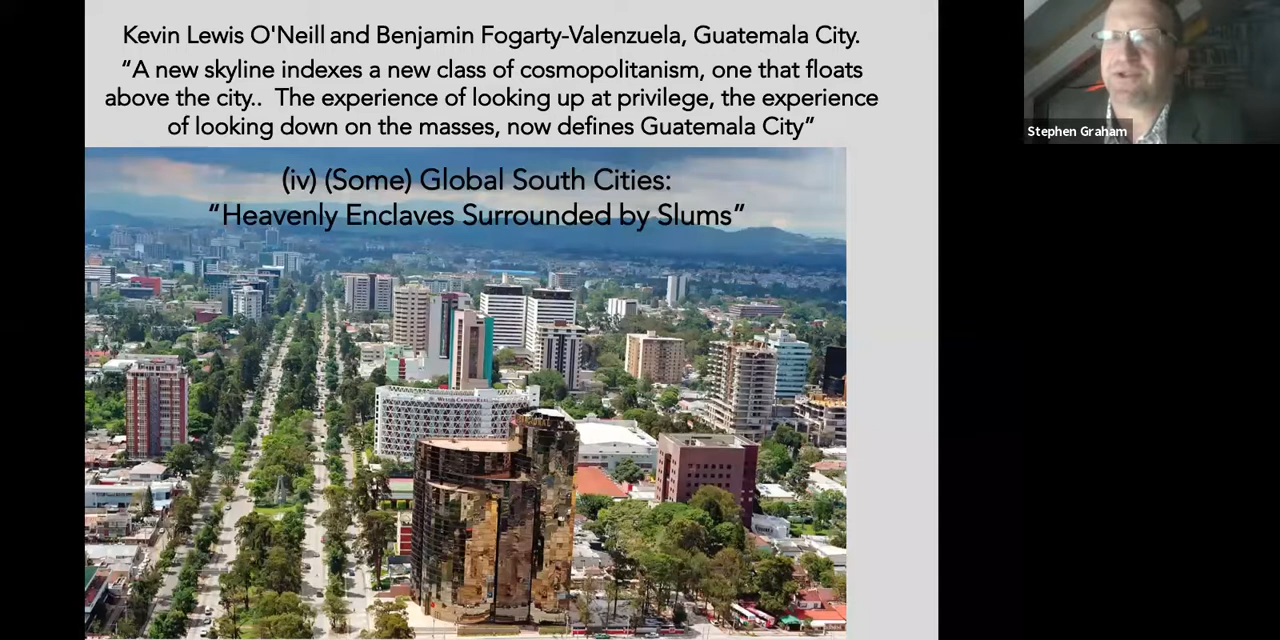 Kevin Lewis O'Neill and Benjamin Fogarty-Valenzuela, Guatemala City.
“A new skyline indexes a new class of cosmopolitanism, one that floats
above the city.. The experience of looking up at privilege, the experience
of looking down on the masses, now defines Guatemala City”
(iv) (Some) Global South Cities:
“Heavenly Enclaves Surrounded by Slums”
Stephen Graham